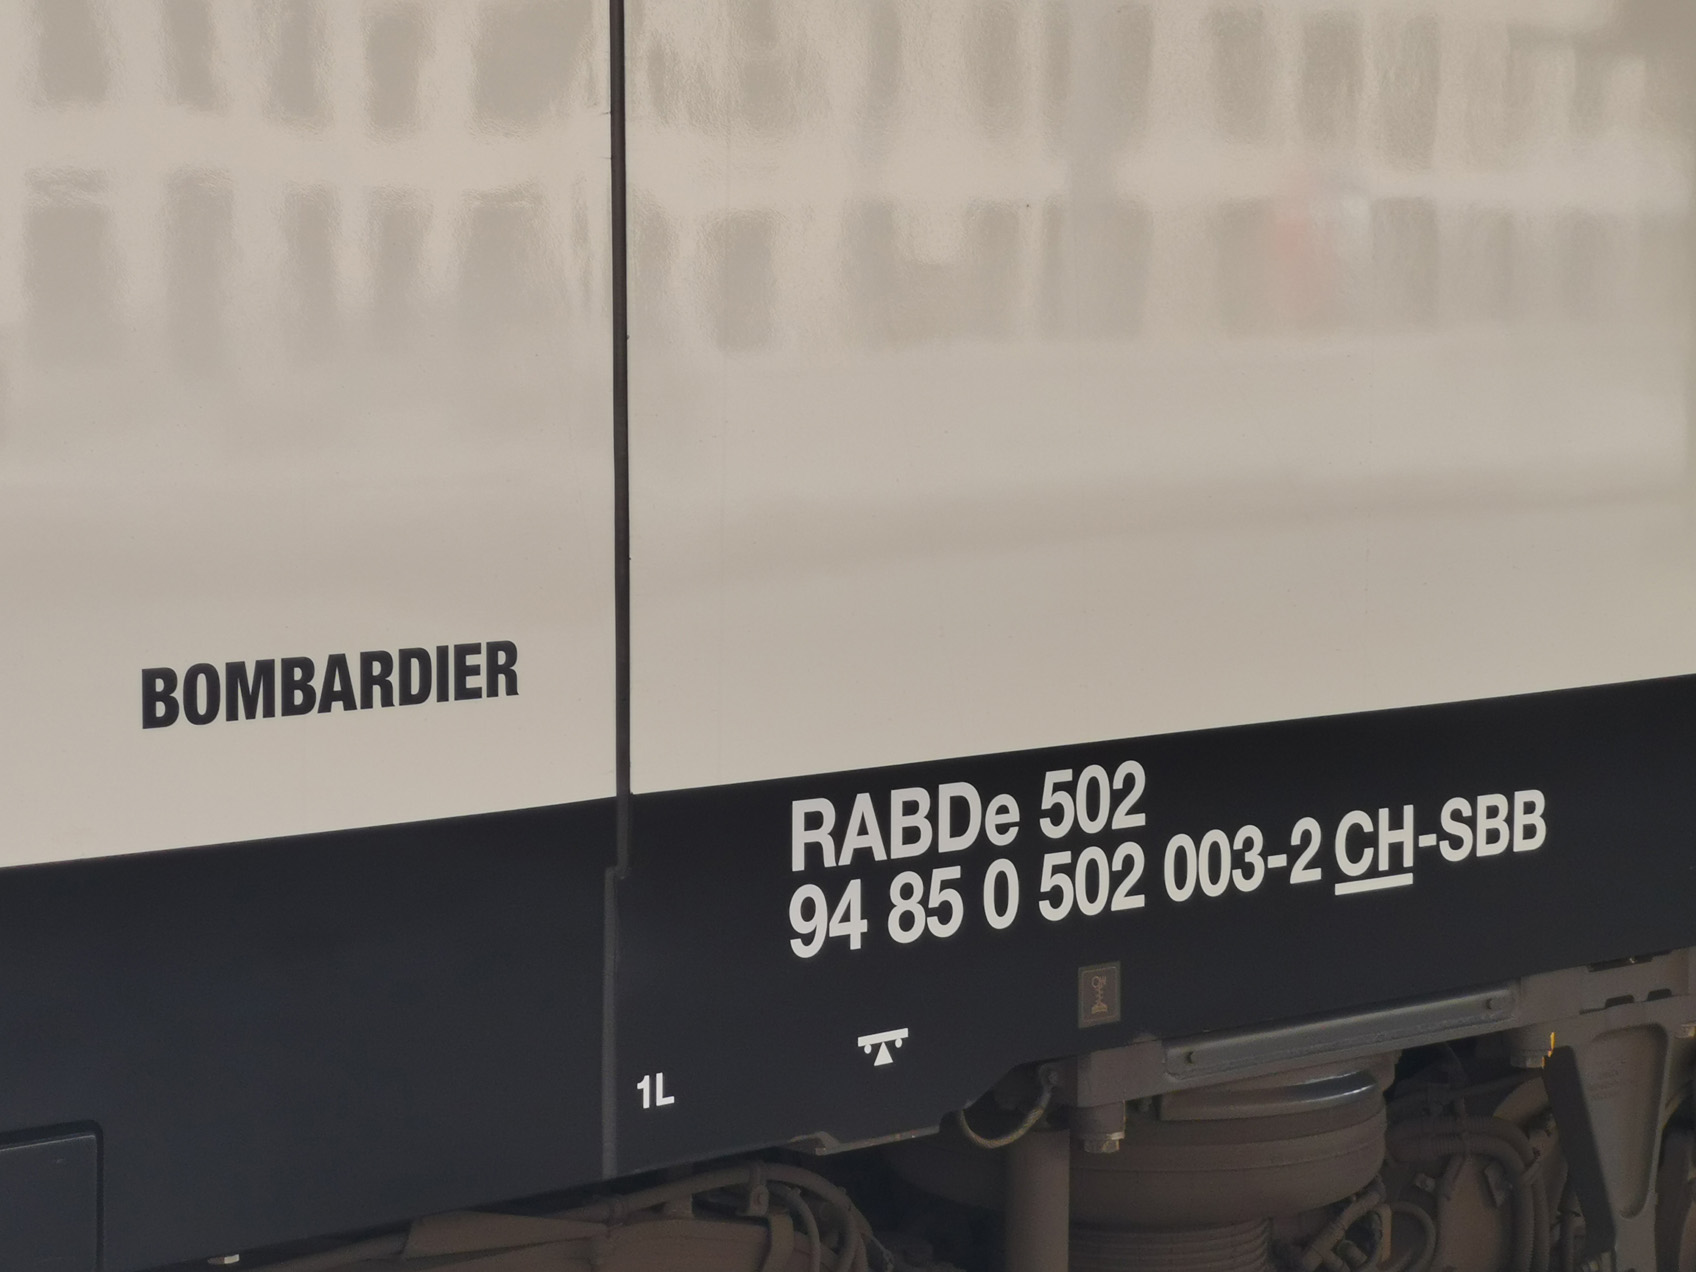 BOMBARDIER
RABDe 502
94 85 0 502 003-2 CH-SBB
1L